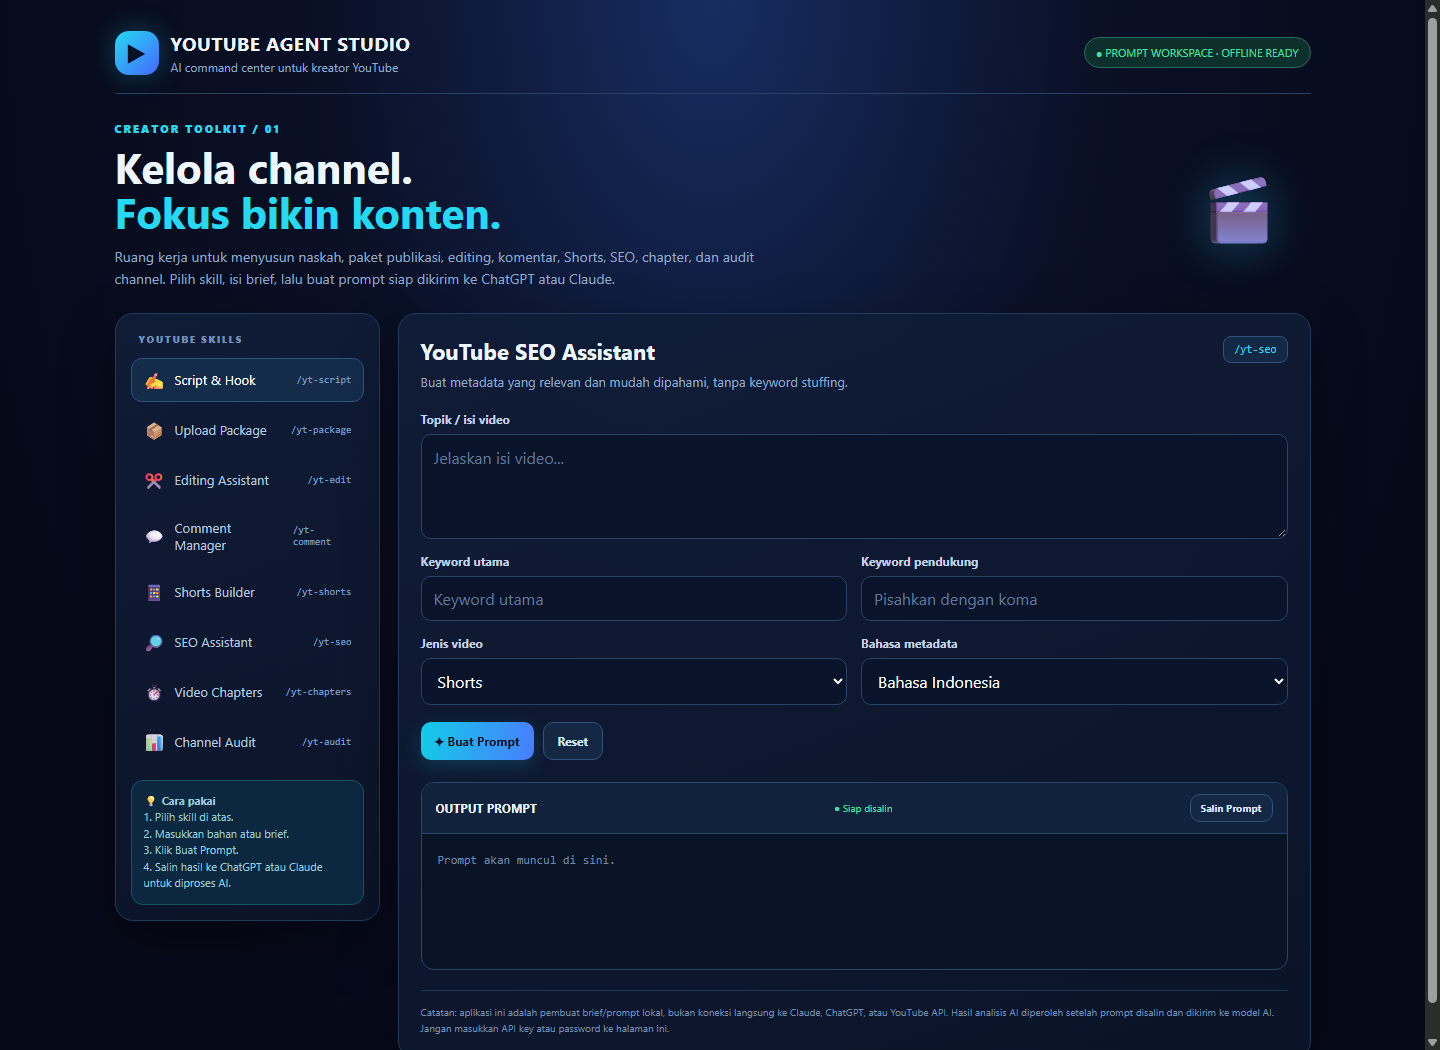 YOUTUBE AGENT STUDIO
AI command center untuk kreator YouTube
● PROMPT WORKSPACE · OFFLINE READY
CREATOR TOOLKIT / 01
Kelola channel.
Fokus bikin konten.
Ruang kerja untuk menyusun naskah, paket publikasi, editing, komentar, Shorts, SEO, chapter, dan audit
channel. Pilih skill, isi brief, lalu buat prompt siap dikirim ke ChatGPT atau Claude.
YOUTUBE SKILLS
Script & Hook /yt-script
Upload Package /yt-package
Editing Assistant /yt-edit
Comment
Manager
/yt-
comment
Shorts Builder /yt-shorts
SEO Assistant /yt-seo
Video Chapters /yt-chapters
Channel Audit /yt-audit
💡 Cara pakai
1. Pilih skill di atas.
2. Masukkan bahan atau brief.
3. Klik Buat Prompt.
4. Salin hasil ke ChatGPT atau Claude
untuk diproses AI.
YouTube SEO Assistant
/yt-seo
Buat metadata yang relevan dan mudah dipahami, tanpa keyword stuffing.
Topik / isi video
Jelaskan isi video...
Keyword utama
Keyword pendukung
Keyword utama
Pisahkan dengan koma
Jenis video
Bahasa metadata
Shorts
Bahasa Indonesia
✦ Buat Prompt
Reset
OUTPUT PROMPT
● Siap disalin
Salin Prompt
Prompt akan muncul di sini.
Catatan: aplikasi ini adalah pembuat brief/prompt lokal, bukan koneksi langsung ke Claude, ChatGPT, atau YouTube API. Hasil analisis AI diperoleh setelah prompt disalin dan dikirim ke model AI.
Jangan masukkan API key atau password ke halaman ini.